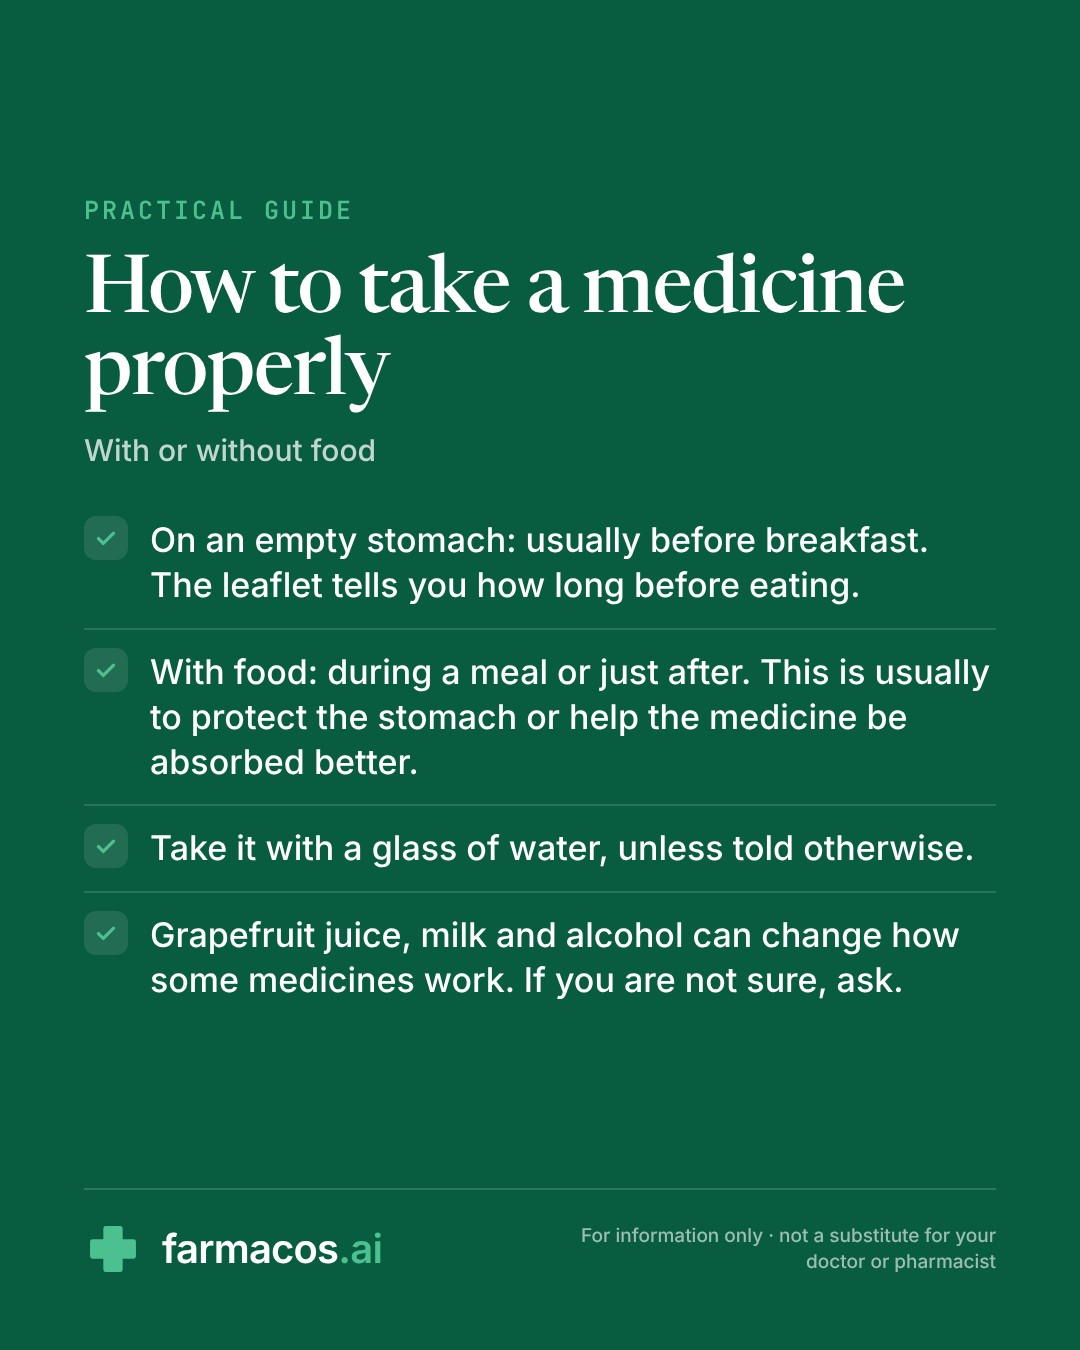 PRACTICAL GUIDE
How to take a medicine
properly
With or without food
On an empty stomach: usually before breakfast.
The leaflet tells you how long before eating.
With food: during a meal or just after. This is usually
to protect the stomach or help the medicine be
absorbed better.
Take it with a glass of water, unless told otherwise.
Grapefruit juice, milk and alcohol can change how
some medicines work. If you are not sure, ask.
farmacos.ai
For information only · not a substitute for your
doctor or pharmacist